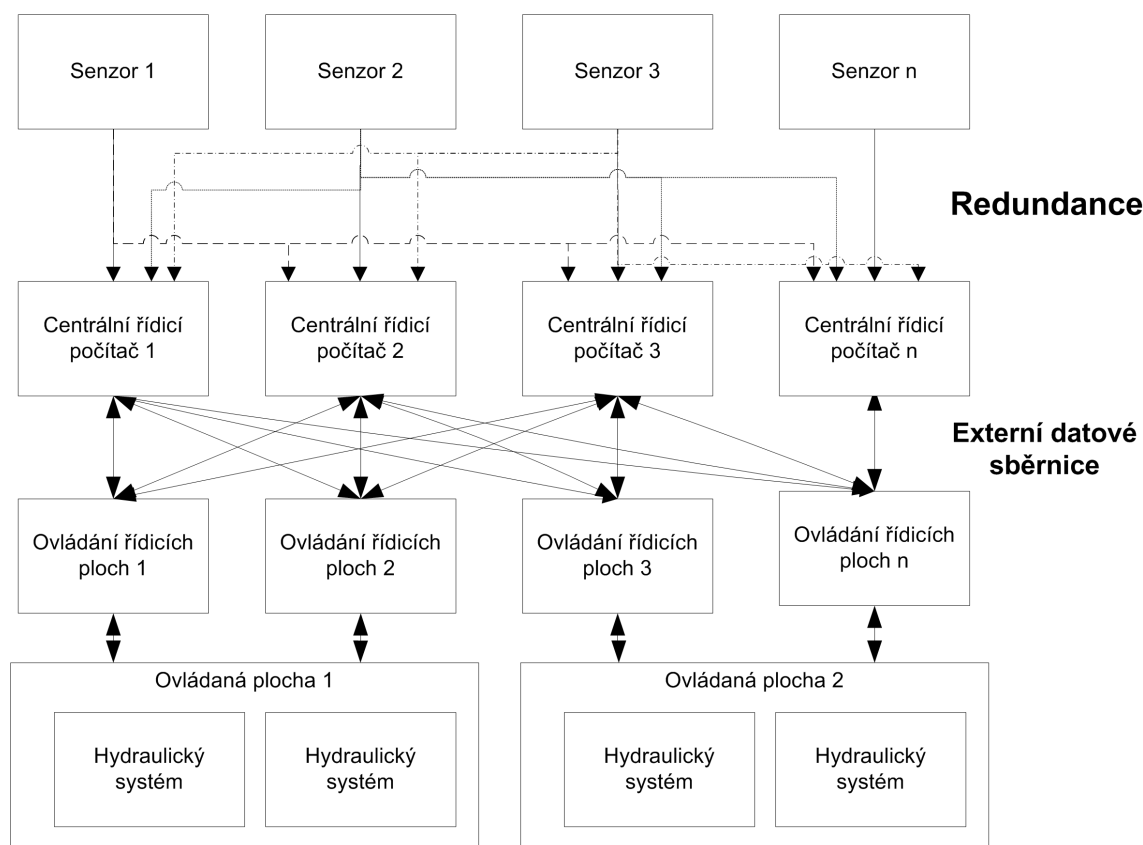 Senzor 1
Senzor 2
Senzor 3
Senzor n
Redundance
Centrální řídicí
počítač 1
Centrální řídicí
počítač 2
Centrální řídicí
počítač 3
Centrální řídicí
počítač n
Externí datové
sběrnice
Ovládání řídicích
ploch 1
Ovládání řídicích
ploch 2
Ovládání řídicích
ploch 3
Ovládání řídicích
ploch n
Ovládaná plocha 1
Ovládaná plocha 2
Hydraulický
systém
Hydraulický
systém
Hydraulický
systém
Hydraulický
systém